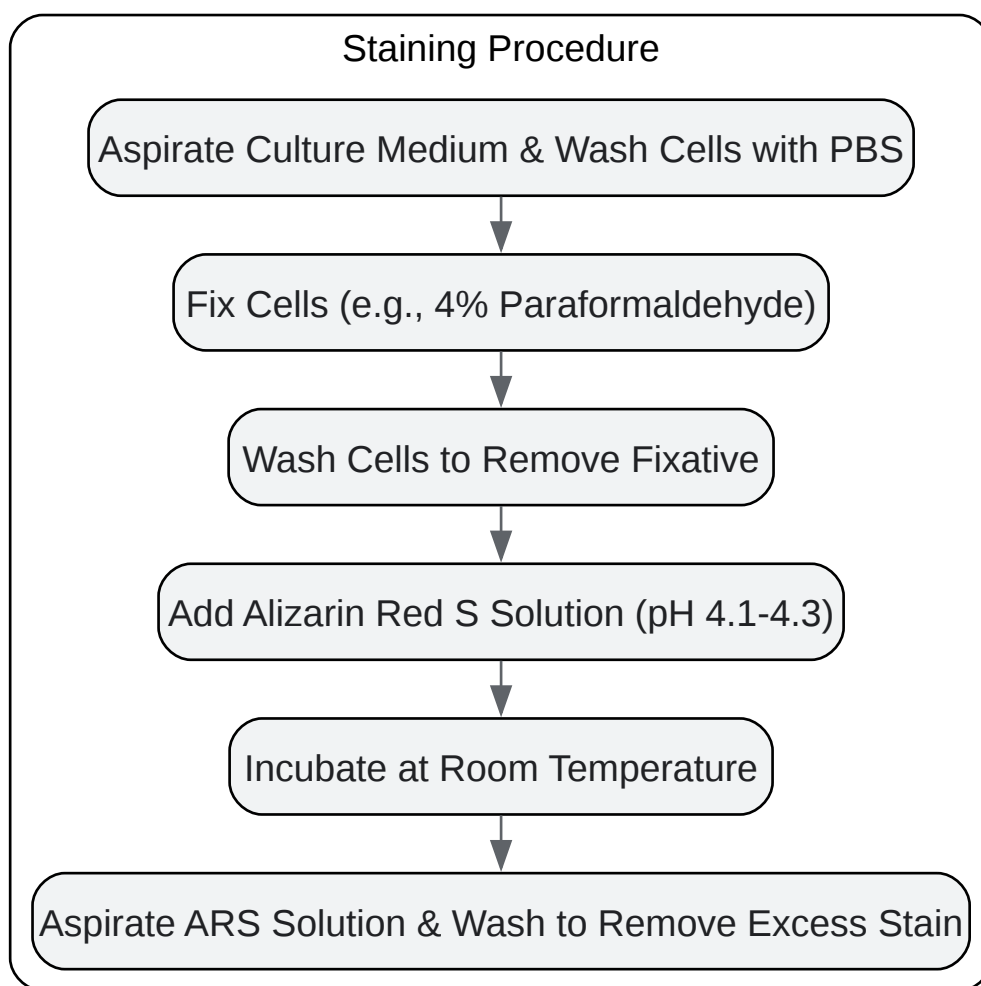 Staining Procedure
Aspirate Culture Medium & Wash Cells with PBS
Fix Cells (e.g., 4% Paraformaldehyde)
Wash Cells to Remove Fixative
Add Alizarin Red S Solution (pH 4.1-4.3)
Incubate at Room Temperature
Aspirate ARS Solution & Wash to Remove Excess Stain